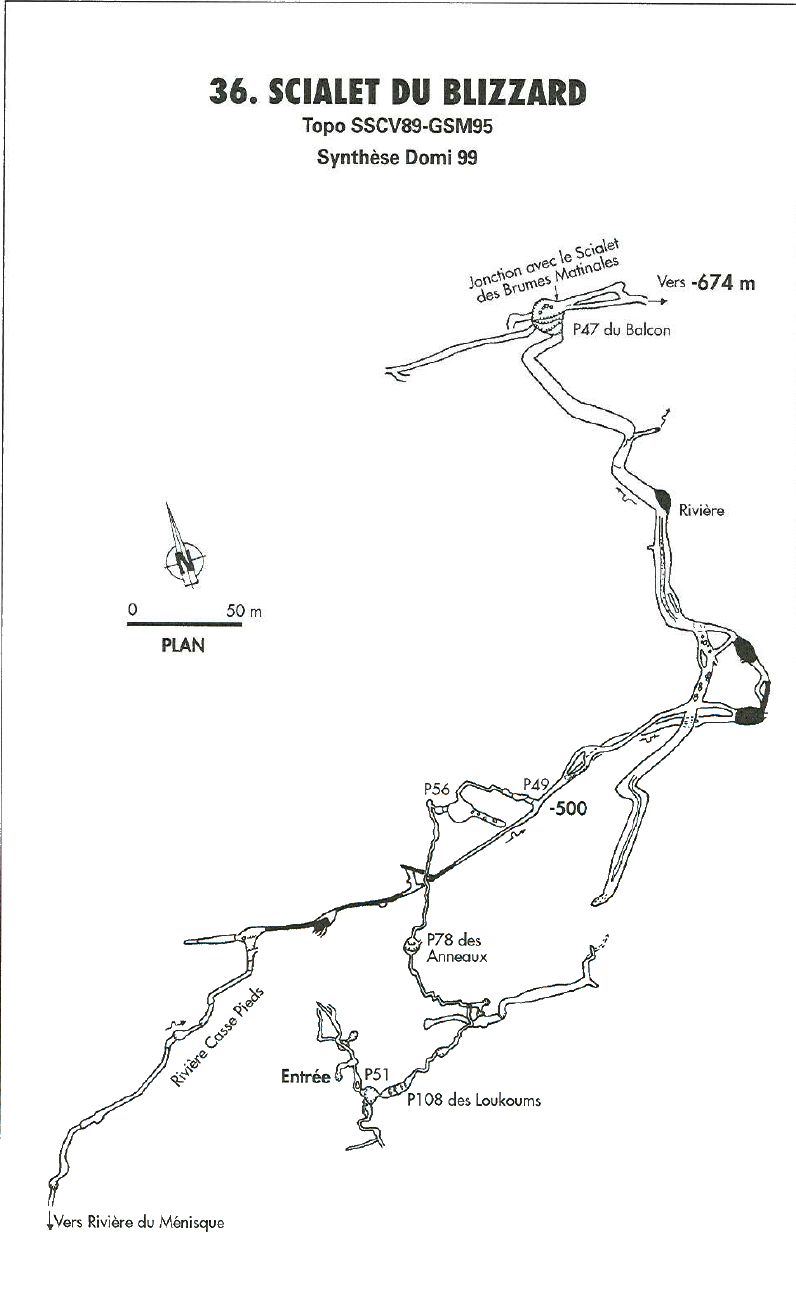 36. SCIALET DU BLIZZARD
Topo SSCV89-GSM95
Synthèse Domi 99
Jonction avec le Scialet
des Brumes Matinales
Vers -674 m
P47 du Balcon
Rivière
N
0 50 m
PLAN
P56
P49
-500
P78 des
Anneaux
Rivière Casse Pieds
Entrée
P51
P108 des Loukoums
Vers Rivière du Ménisque